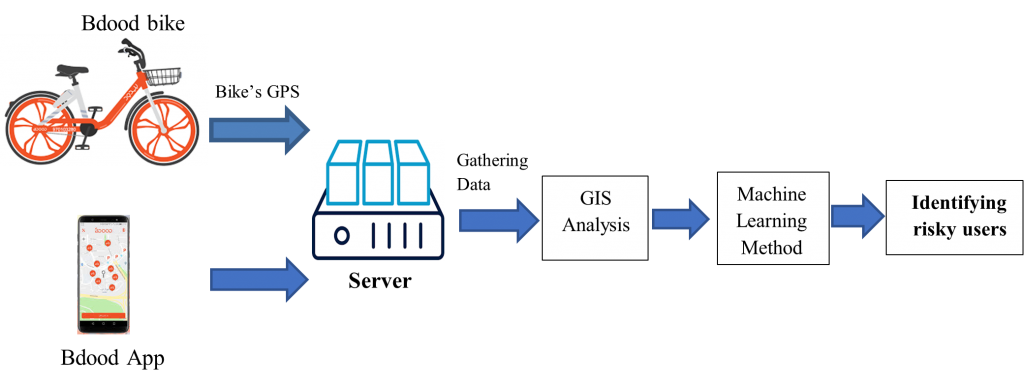 Bdood bike
Bike's GPS
Gathering
Data
GIS
Analysis
Machine
Learning
Method
Identifying
risky users
Server
Bdood App